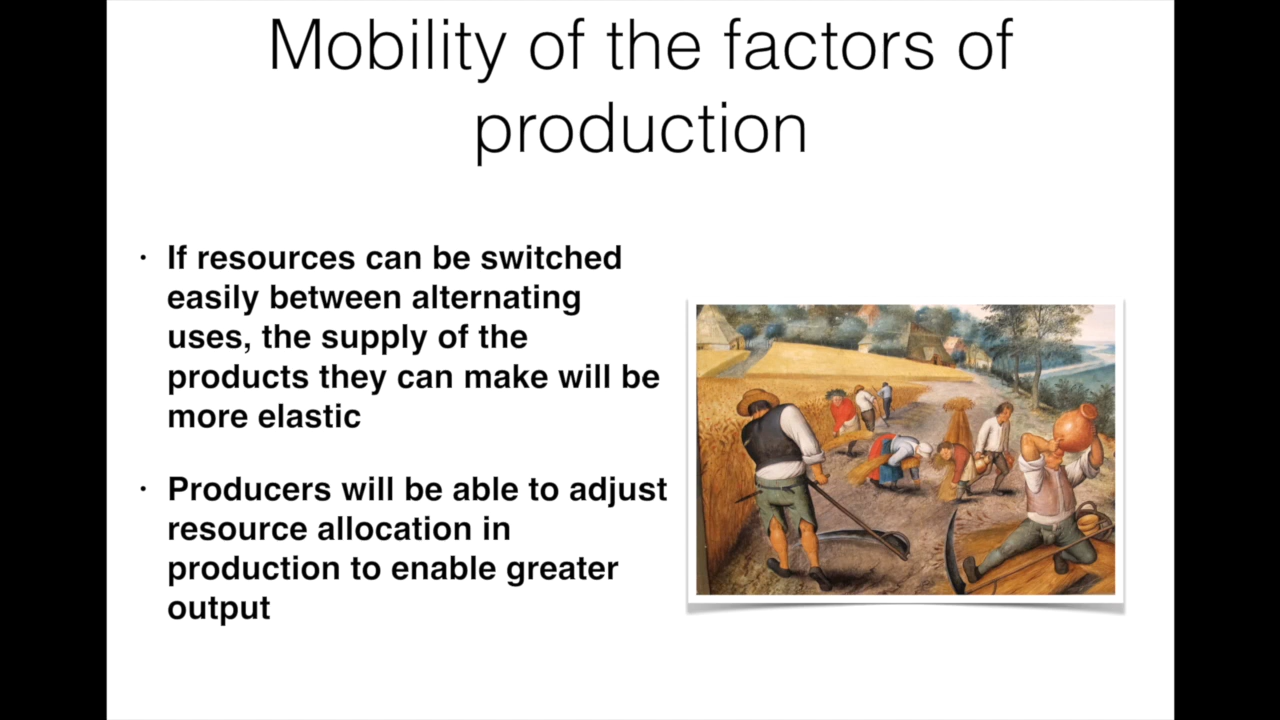 Mobility of the factors of
production
• If resources can be switched
easily between alternating
uses, the supply of the
products they can make will be
more elastic
• Producers will be able to adjust
resource allocation in
production to enable greater
output